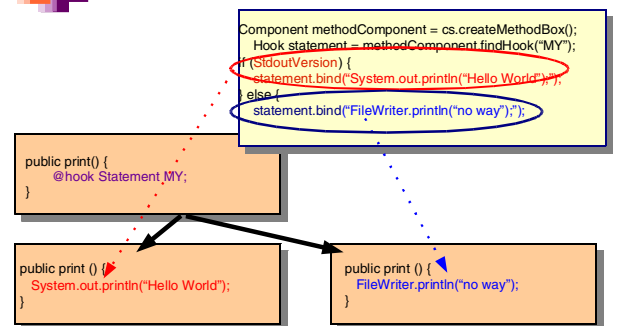 Component methodComponent = cs.createMethodBox();
Hook statement = methodComponent.findHook(“MY”);
if (StdoutVersion) {
statement.bind(“System.out.println(“Hello World”);”);
} else {
statement.bind(“FileWriter.println(“no way”);”);
public print() {
@hook Statement MY;
}
public print () {
System.out.println(“Hello World”);
}
public print () {
FileWriter.println(“no way”);
}